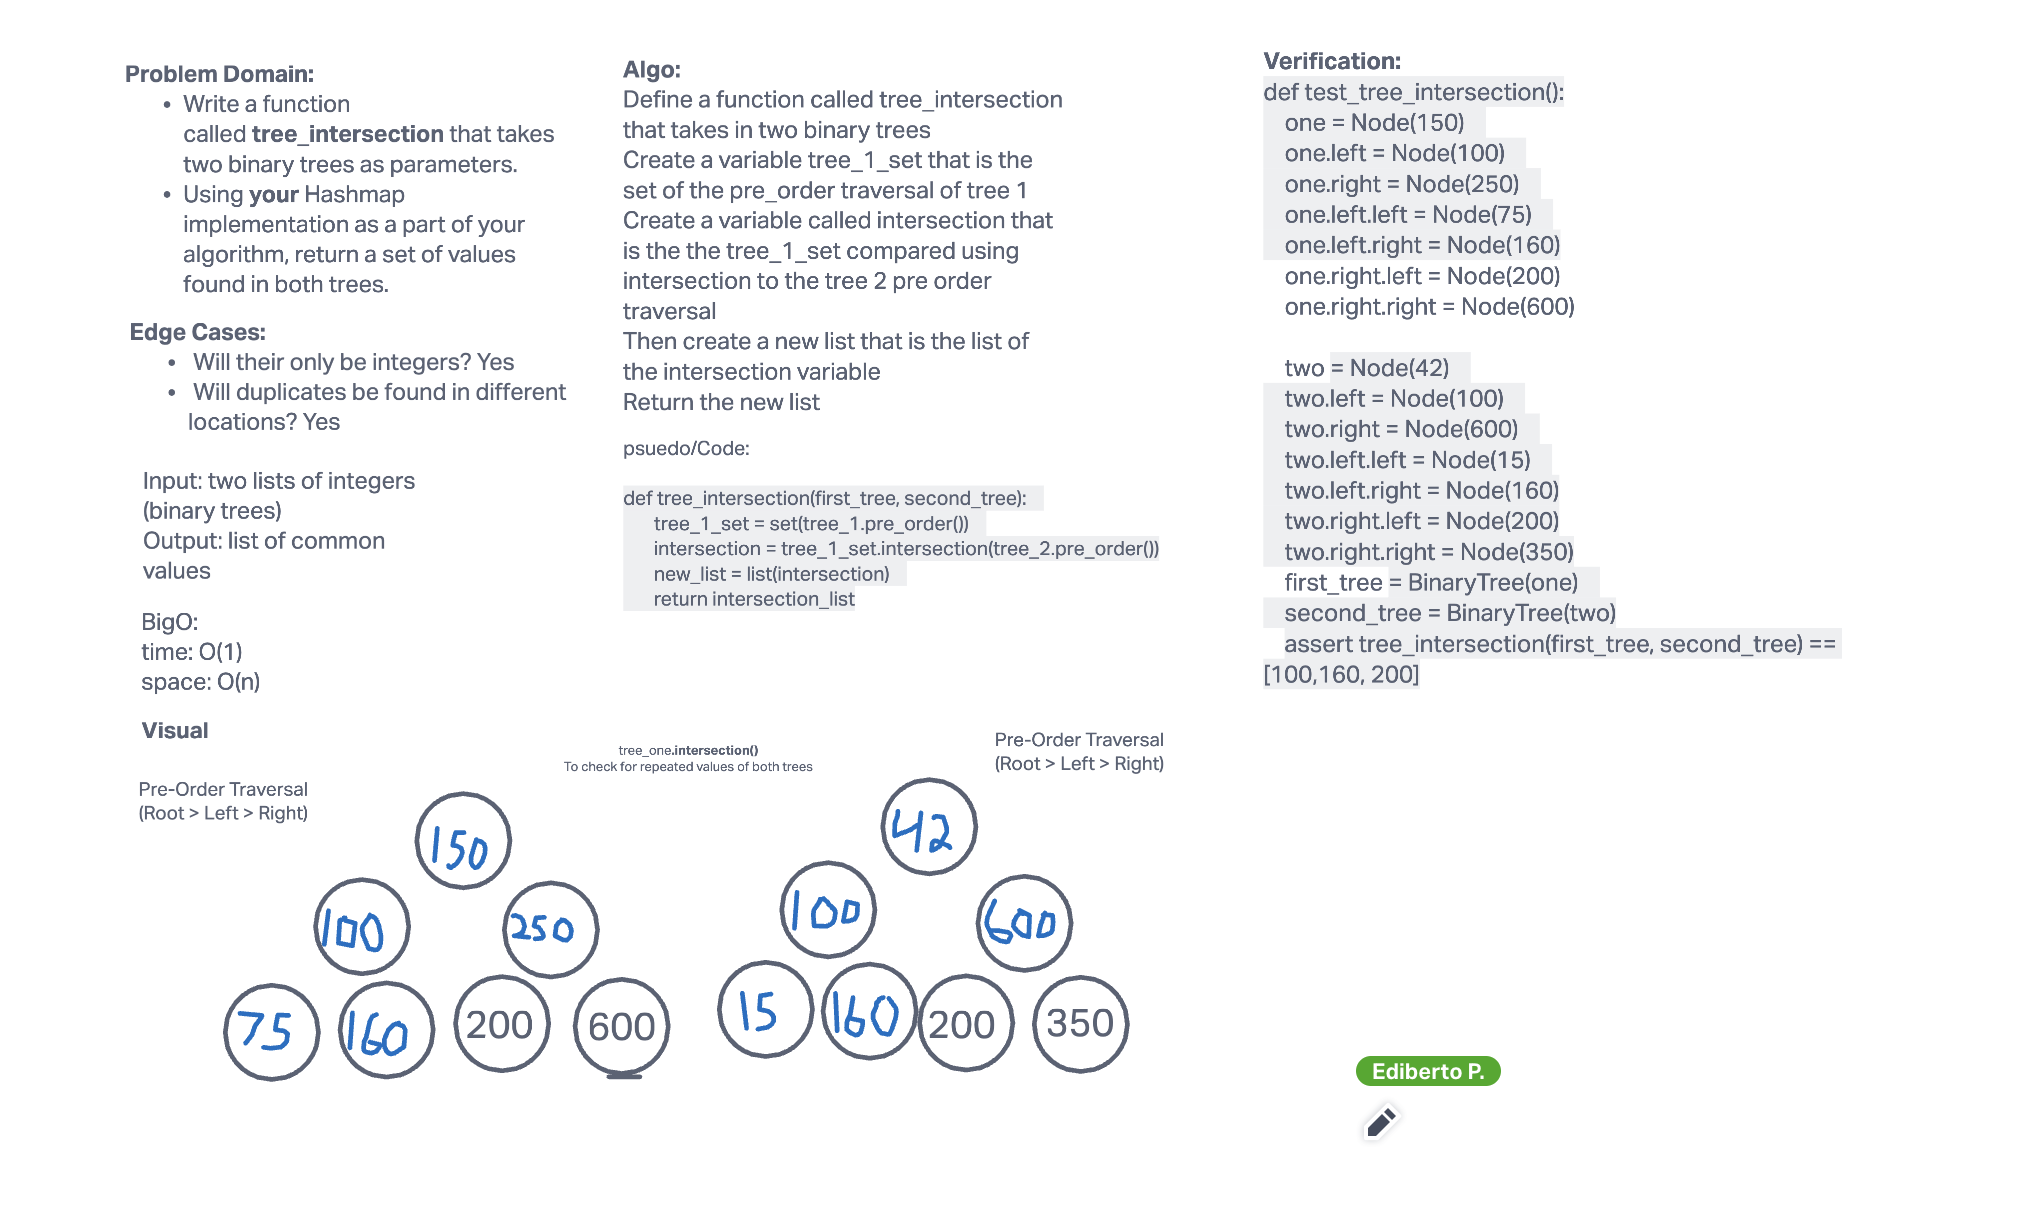 Problem Domain:
• Write a function
called tree_intersection that takes
two binary trees as parameters.
• Using your Hashmap
implementation as a part of your
algorithm, return a set of values
found in both trees.
Edge Cases:
• Will their only be integers? Yes
• Will duplicates be found in different
locations? Yes
Input: two lists of integers
(binary trees)
Output: list of common
values
BigO:
time: O(1)
space: O(n)
Algo:
Define a function called tree_intersection
that takes in two binary trees
Create a variable tree_1_set that is the
set of the pre_order traversal of tree 1
Create a variable called intersection that
is the the tree_1_set compared using
intersection to the tree 2 pre order
traversal
Then create a new list that is the list of
the intersection variable
Return the new list
psuedo/Code:
def tree_intersection(first_tree, second_tree):
tree_1_set = set(tree_1.pre_order())
intersection = tree_1_set.intersection(tree_2.pre_order())
new_list = list(intersection)
return intersection_list
Verification:
def test_tree_intersection():
one = Node(150)
one.left = Node(100)
one.right = Node(250)
one.left.left = Node(75)
one.left.right = Node(160)
one.right.left = Node(200)
one.right.right = Node(600)
two = Node(42)
two.left = Node(100)
two.right = Node(600)
two.left.left = Node(15)
two.left.right = Node(160)
two.right.left = Node(200)
two.right.right = Node(350)
first_tree = BinaryTree(one)
second_tree = BinaryTree(two)
assert tree_intersection(first_tree, second_tree) ==
[100,160, 200]
Visual
Pre-Order Traversal
(Root > Left > Right)
tree_one.intersection()
To check for repeated values of both trees
Pre-Order Traversal
(Root > Left > Right)
150
100 250
75 160 200 600
42
100 600
15 160 200 350
Ediberto P.